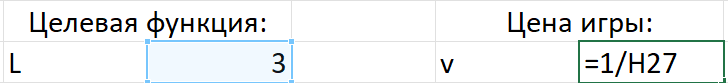 Целевая функция: Цена игры:
L 3 v =1/H27